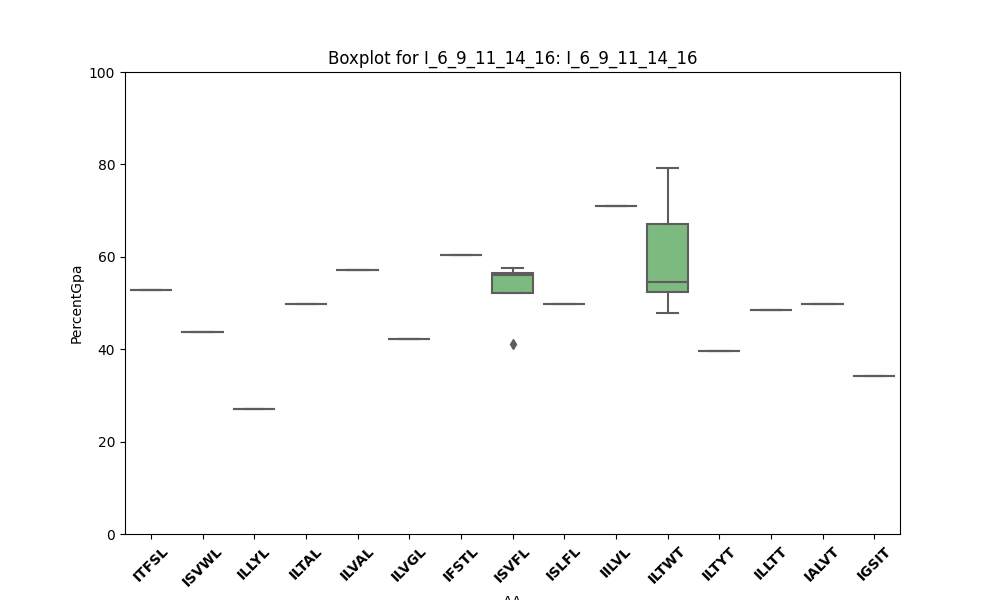 Boxplot for I_6_9_11_14_16: I_6_9_11_14_16
100
80
60
40
20
0
PercentGpa
ITFSL
ISVWL
ILLYL
ILTAL
ILVAL
ILVGL
IFSTL
ISVFL
ISLFL
IILVL
ILTWT
ILTYT
ILLTT
IALVT
IGSIT